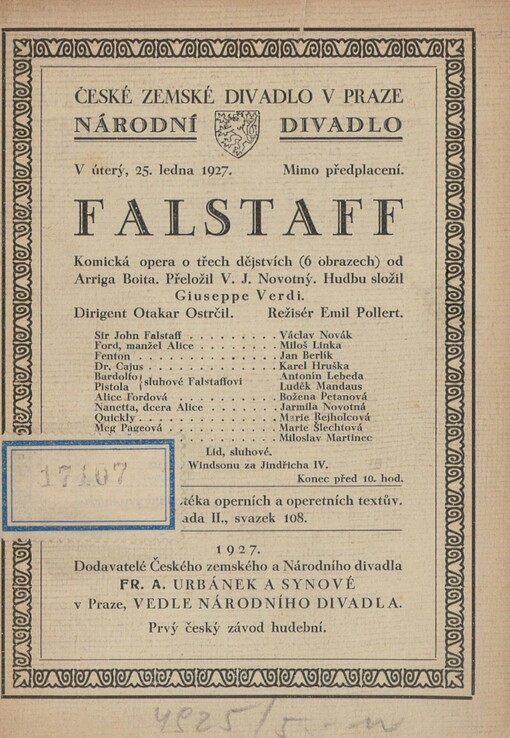 ČESKÉ ZEMSKÉ DIVADLO V PRAZE
NÁRODNÍ DIVADLO
V úterý, 25. ledna 1927. Mimo předplacení.
FALSTAFF
Komická opera o třech dějstvích (6 obrazech) od
Arriga Boita. Přeložil V. J. Novotný. Hudbu složil
Giuseppe Verdi.
Dirigent Otakar Ostrčil. Režisér Emil Pollert.
Sir John Falstaff . . . . . . . . . Václav Novák
Ford, manžel Alice . . . . . . . . Miloš Linka
Fenton . . . . . . . . . . . . . . Jan Berlík
Dr. Cajus . . . . . . . . . . . . . Karel Hruška
Bardolfo } sluhové Falstaffovi Antonín Lebeda
Pistola Luděk Mandaus
Alice Fordová . . . . . . . . . . Božena Petanová
Nanetta, dcera Alice . . . . . . . Jarmila Novotná
Quickly . . . . . . . . . . . . . . Marie Rejholcová
Meg Pageová . . . . . . . . . . . Marie Šlechtová
. . . . . . . . . . Miloslav Martinec
Lid, sluhové.
Windsonu za Jindřicha IV.
Konec před 10. hod.
17107
téka operních a operetních textův.
ada II., svazek 108.
1927.
Dodavatelé Českého zemského a Národního divadla
FR. A. URBÁNEK A SYNOVÉ
v Praze, VEDLE NÁRODNÍHO DIVADLA.
Prvý český závod hudební.
4925/5